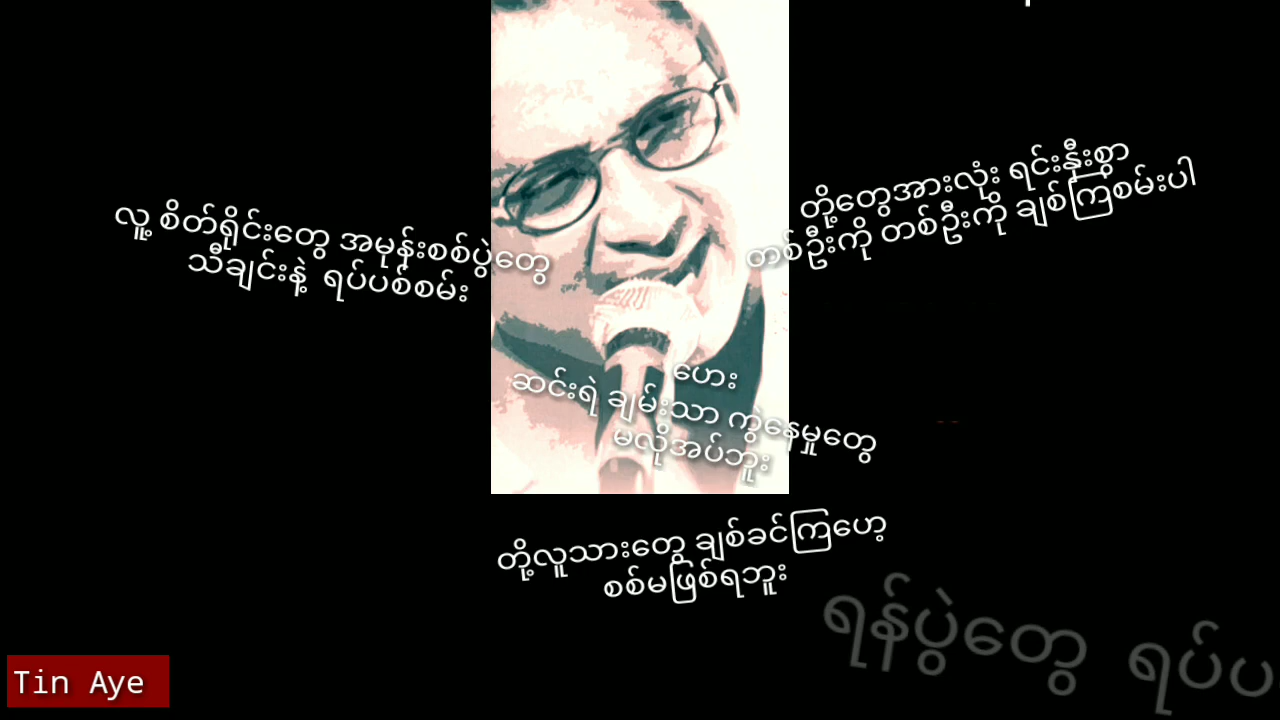 လူ့ စိတ်ရိုင်းတွေ အမုန်းစစ်ပွဲတွေ
သီချင်းနဲ့ ရပ်ပစ်စမ်း
တို့တွေအားလုံး ရင်းနှီးစွာ
တစ်ဦးကို တစ်ဦးကို ချစ်ကြစမ်းပါ
ဟေး
ဆင်းရဲ ချမ်းသာ ကွဲနေမှုတွေ
မလိုအပ်ဘူး
တို့လူသားတွေ ချစ်ခင်ကြဟေ့
စစ်မဖြစ်ရဘူး
ရန်ပွဲတွေ
Tin Aye